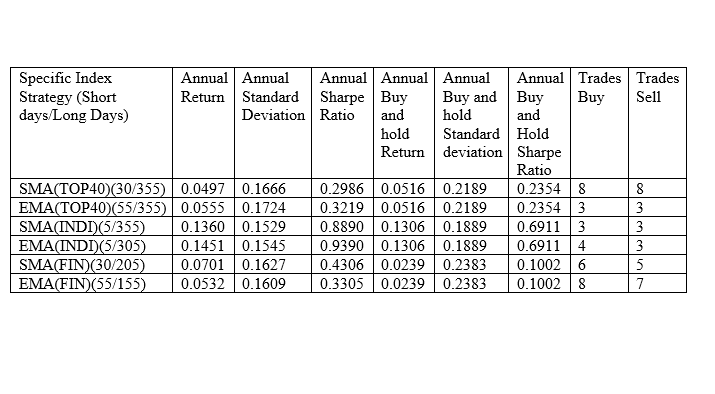 Specific Index Annual Annual Annual Annual Annual Annual Trades Trades
Strategy (Short Return Standard Sharpe Buy Buy and Buy Buy Sell
days/Long Days) Deviation Ratio and hold and
hold Standard Hold
Return deviation Sharpe
Ratio
SMA(TOP40)(30/355) 0.0497 0.1666 0.2986 0.0516 0.2189 0.2354 8 8
EMA(TOP40)(55/355) 0.0555 0.1724 0.3219 0.0516 0.2189 0.2354 3 3
SMA(INDI)(5/355) 0.1360 0.1529 0.8890 0.1306 0.1889 0.6911 3 3
EMA(INDI)(5/305) 0.1451 0.1545 0.9390 0.1306 0.1889 0.6911 4 3
SMA(FIN)(30/205) 0.0701 0.1627 0.4306 0.0239 0.2383 0.1002 6 5
EMA(FIN)(55/155) 0.0532 0.1609 0.3305 0.0239 0.2383 0.1002 8 7